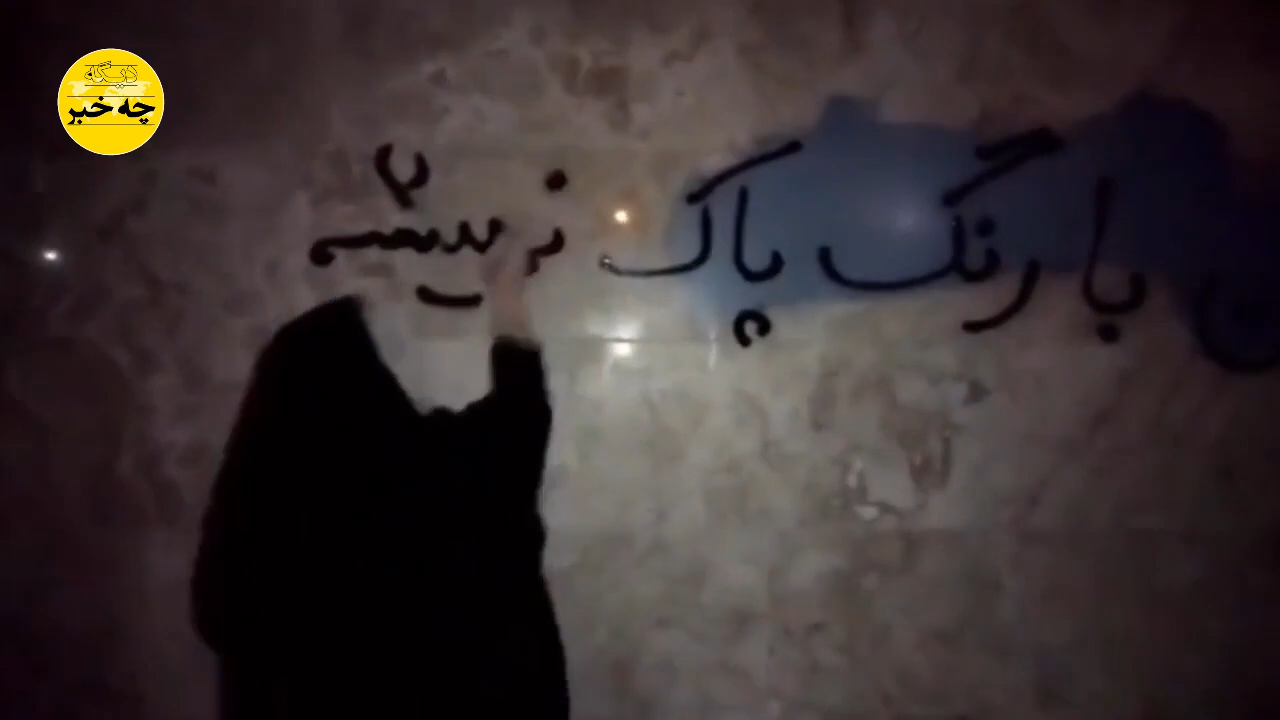 دیگه
چه خبر
با رنگ پاک نمیشه